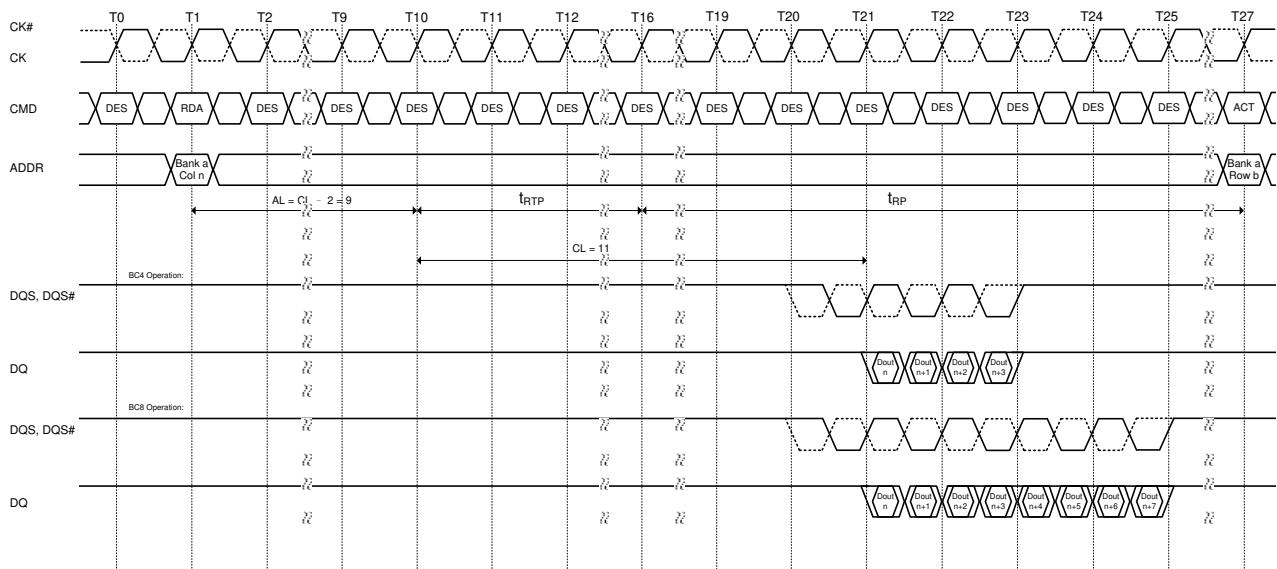 T0 T1 T2 T9 T10 T11 T12 T16 T19 T20 T21 T22 T23 T24 T25 T27
CK#
CK
CMD DES RDA DES DES DES DES DES DES DES DES DES DES DES DES DES ACT
ADDR Bank a Bank a
Col n Row b
AL = CL - 2 = 9 tRTP tRP
CL = 11
BC4 Operation:
DQS, DQS#
DQ Dout Dout Dout Dout
n n+1 n+2 n+3
BC8 Operation:
DQS, DQS#
DQ Dout Dout Dout Dout Dout Dout Dout Dout
n n+1 n+2 n+3 n+4 n+5 n+6 n+7